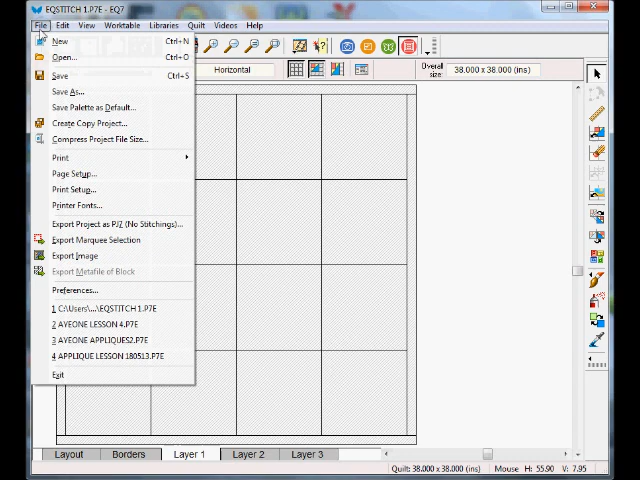 EQSTITCH 1.P7E - EQ7
File Edit View Worktable Libraries Quilt Videos Help
New Ctrl+N
Open... Ctrl+O
Save Ctrl+S
Save As...
Save Palette as Default...
Create Copy Project...
Compress Project File Size...
Print
Page Setup...
Print Setup...
Printer Fonts...
Export Project as PJ7 (No Stitchings)...
Export Marquee Selection
Export Image
Export Metafile of Block
Preferences...
1 C:\Users\...\EQSTITCH 1.P7E
2 AYEONE LESSON 4.P7E
3 AYEONE APPLIQUES2.P7E
4 APPLIQUE LESSON 180513.P7E
Exit
Horizontal
Overall size: 38.000 x 38.000 (ins)
Layout Borders Layer 1 Layer 2 Layer 3
Quilt: 38.000 x 38.000 (ins) Mouse H: 55.90 V: 7.95